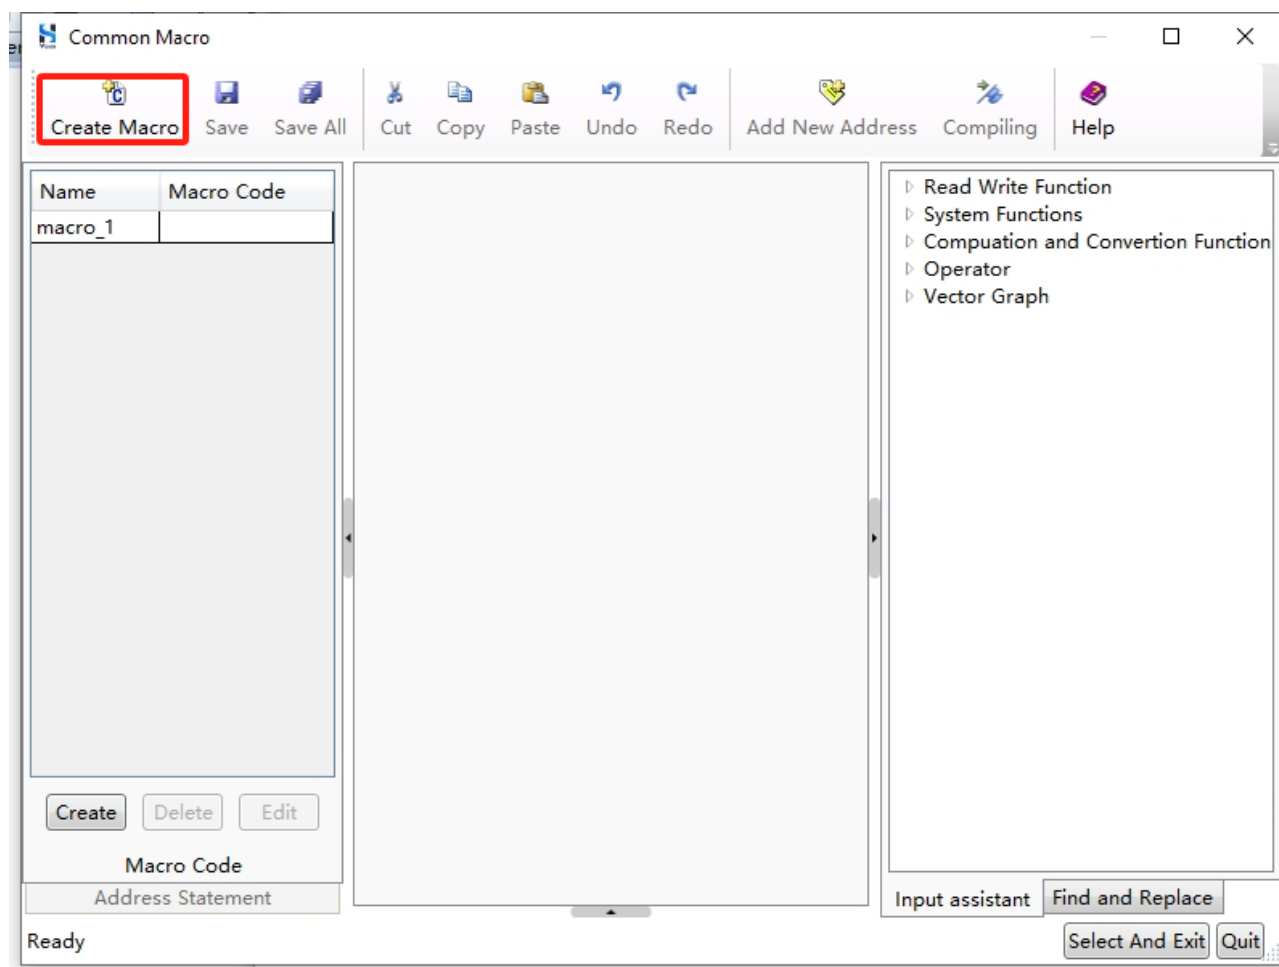 Common Macro
Create Macro Save Save All Cut Copy Paste Undo Redo Add New Address Compiling Help
Name Macro Code
macro_1
Read Write Function
System Functions
Compuation and Convertion Function
Operator
Vector Graph
Create Delete Edit
Macro Code
Address Statement
Input assistant Find and Replace
Ready
Select And Exit Quit